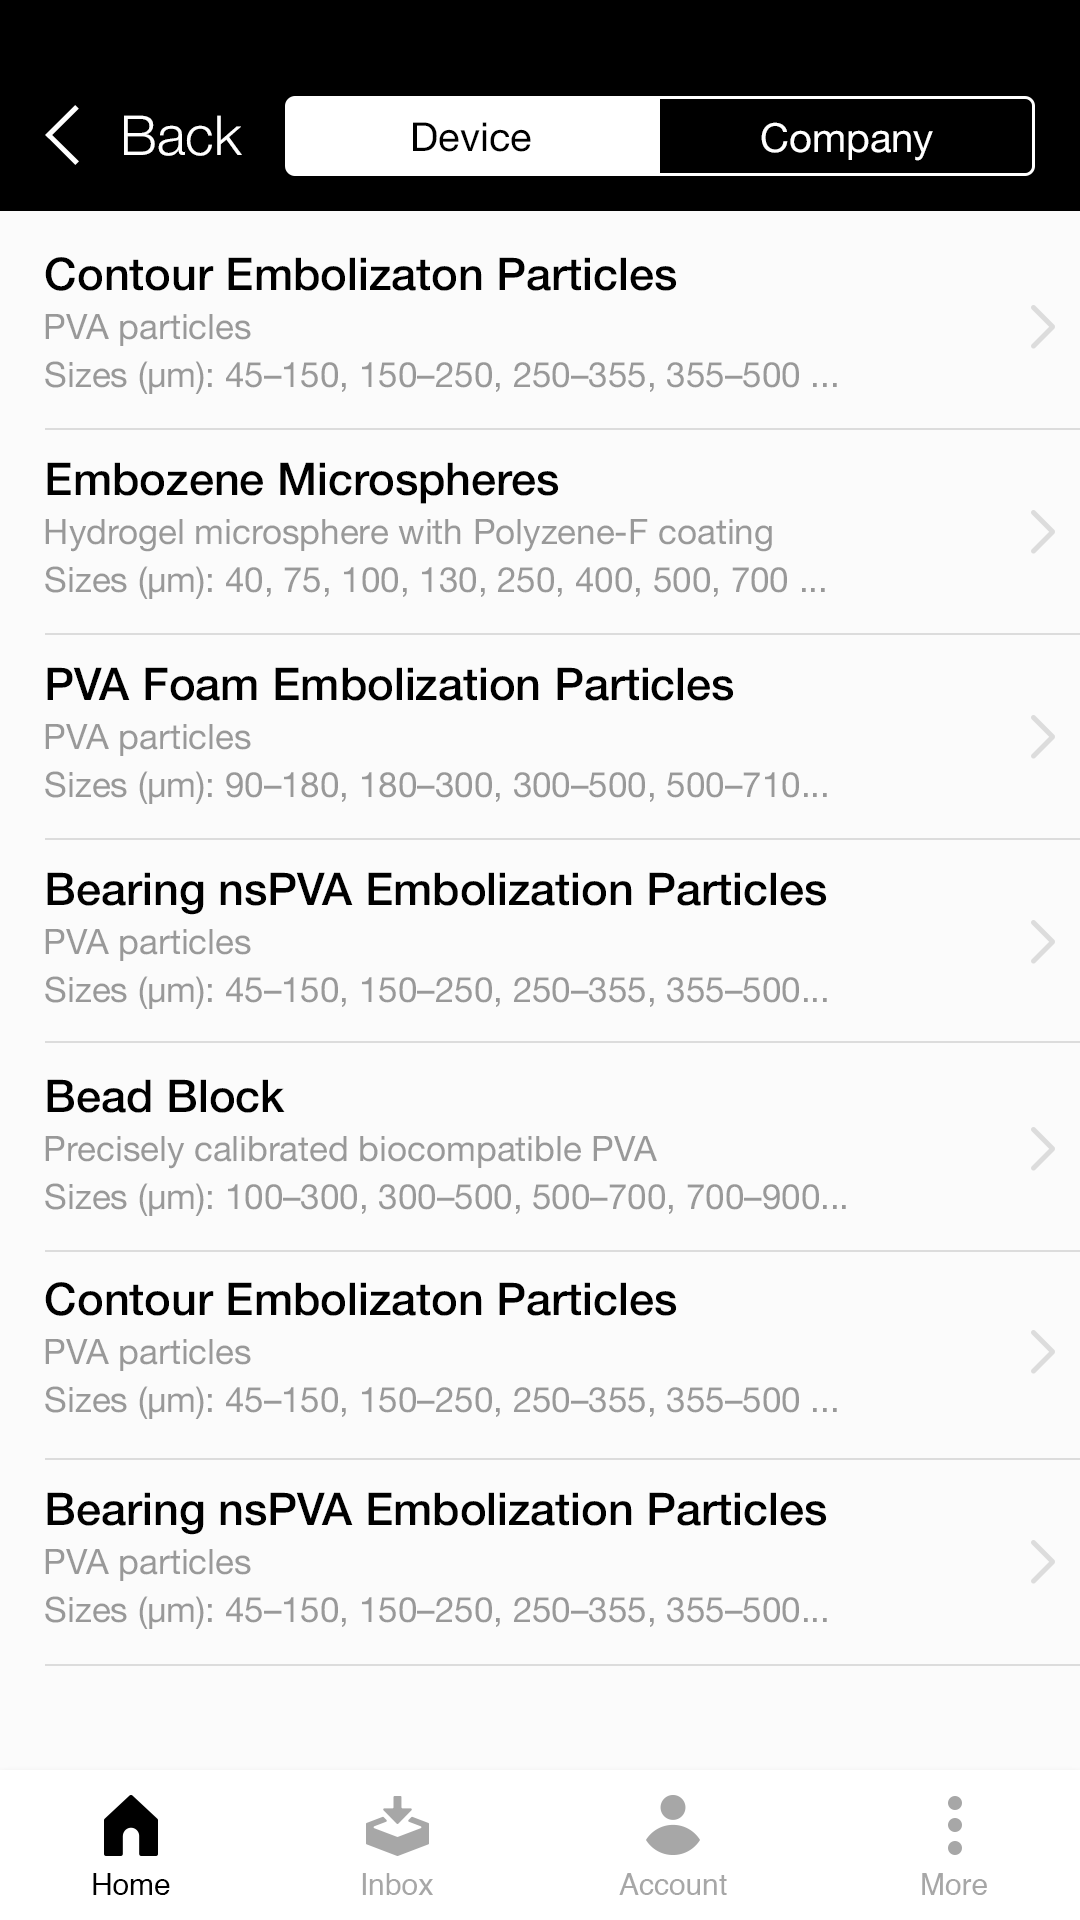 Back
Device
Company
Contour Embolizaton Particles
PVA particles
Sizes (μm): 45–150, 150–250, 250–355, 355–500 ...
Embozene Microspheres
Hydrogel microsphere with Polyzene-F coating
Sizes (μm): 40, 75, 100, 130, 250, 400, 500, 700 ...
PVA Foam Embolization Particles
PVA particles
Sizes (μm): 90–180, 180–300, 300–500, 500–710...
Bearing nsPVA Embolization Particles
PVA particles
Sizes (μm): 45–150, 150–250, 250–355, 355–500...
Bead Block
Precisely calibrated biocompatible PVA
Sizes (μm): 100–300, 300–500, 500–700, 700–900...
Contour Embolizaton Particles
PVA particles
Sizes (μm): 45–150, 150–250, 250–355, 355–500 ...
Bearing nsPVA Embolization Particles
PVA particles
Sizes (μm): 45–150, 150–250, 250–355, 355–500...
Home
Inbox
Account
More